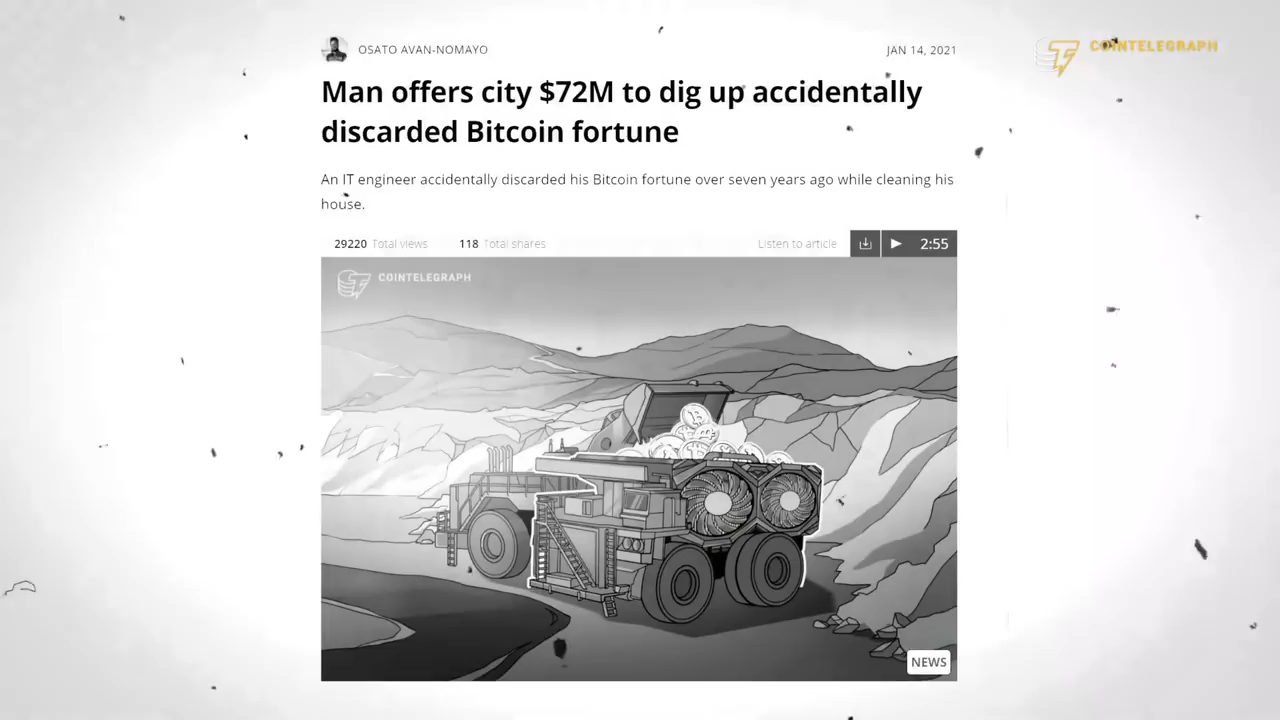 OSATO AVAN-NOMAYO
JAN 14, 2021
COINTELEGRAPH
Man offers city $72M to dig up accidentally
discarded Bitcoin fortune
An IT engineer accidentally discarded his Bitcoin fortune over seven years ago while cleaning his
house.
29220 Total views 118 Total shares Listen to article 2:55
COINTELEGRAPH
NEWS